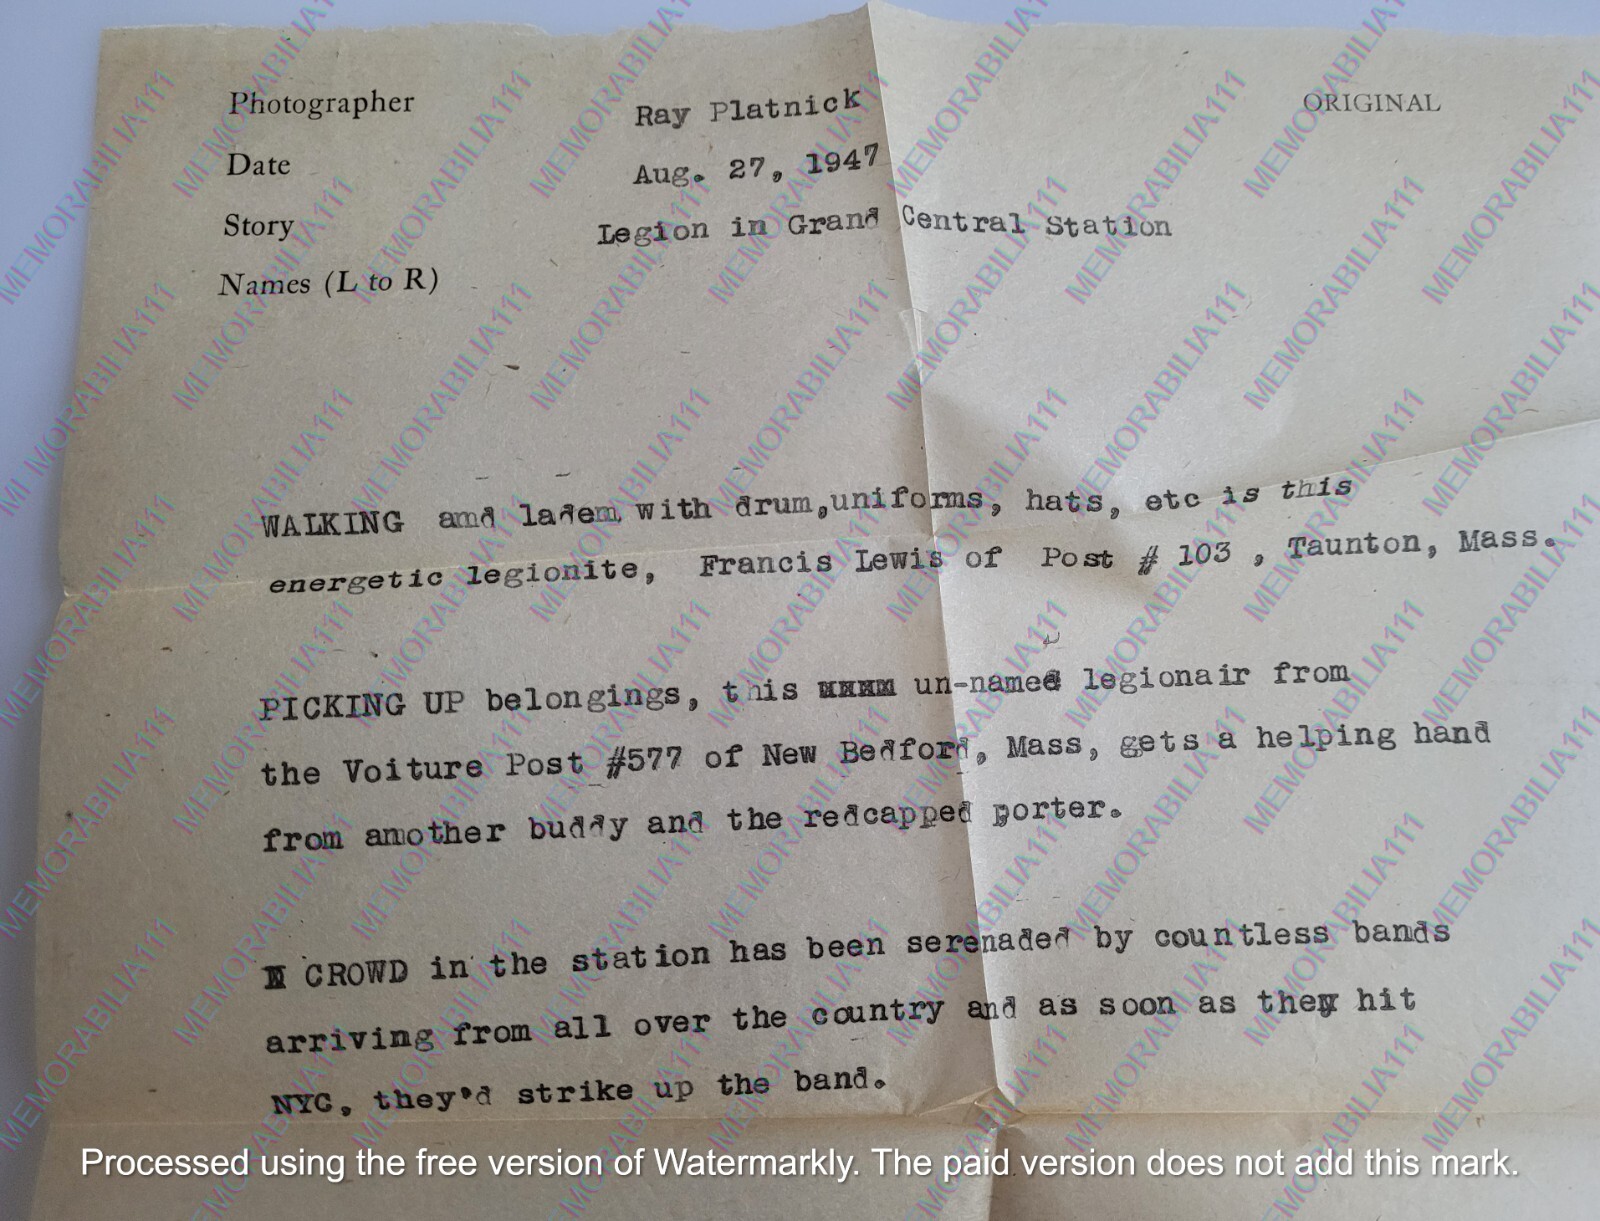 Photographer Ray Platnick ORIGINAL
Date Aug. 27, 1947
Story Legion in Grand Central Station
Names (L to R)
WALKING amd ladem with drum,uniforms, hats, etc is this
energetic legionite, Francis Lewis of Post # 103 , Taunton, Mass.
PICKING UP belongings, this xxxx un-named legionair from
the Voiture Post #577 of New Bedford, Mass, gets a helping hand
from amother buddy and the redcapped porter.
CROWD in the station has been serenaded by countless bands
arriving from all over the country and as soon as they hit
NYC, they'd strike up the band.
MEMORABILIA111
Processed using the free version of Watermarkly. The paid version does not add this mark.